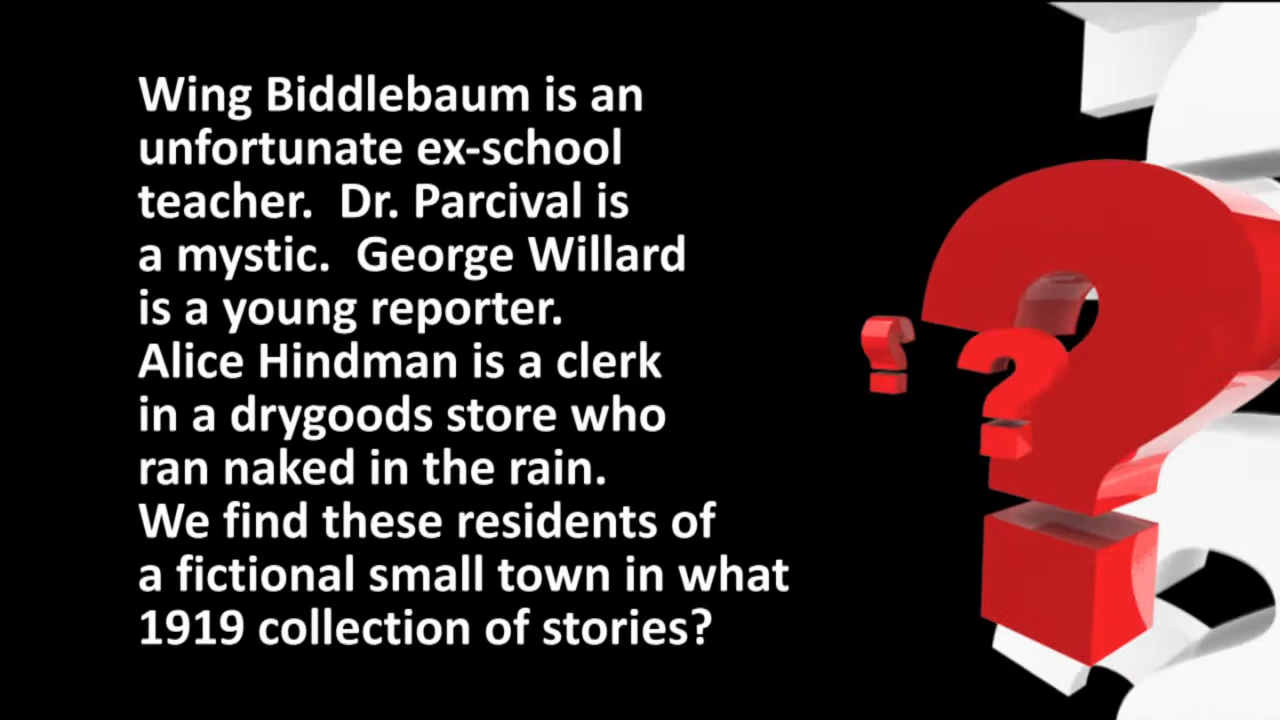 Wing Biddlebaum is an
unfortunate ex-school
teacher.  Dr. Parcival is
a mystic.  George Willard
is a young reporter.
Alice Hindman is a clerk
in a drygoods store who
ran naked in the rain.
We find these residents of
a fictional small town in what
1919 collection of stories?